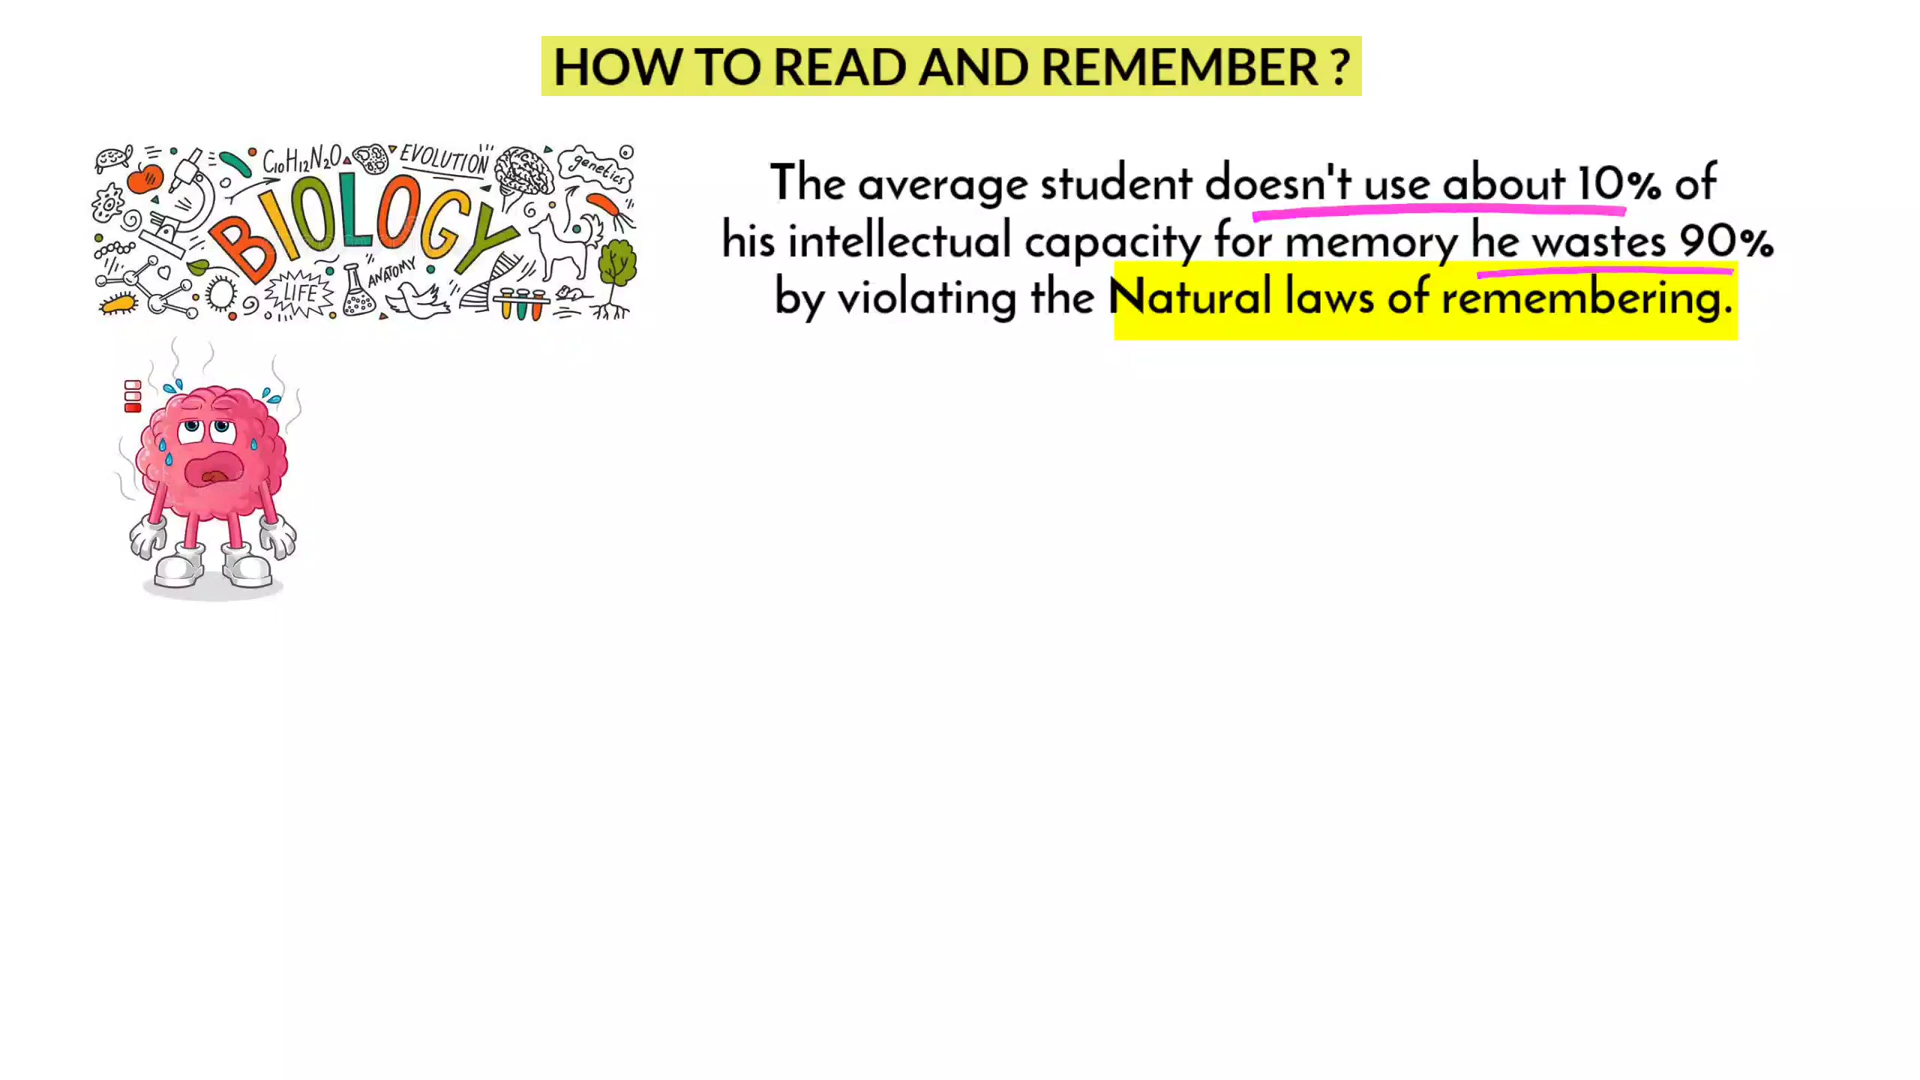 HOW TO READ AND REMEMBER ?
C10H12N2O
EVOLUTION
genetics
BIOLOGY
ANATOMY
LIFE
The average student doesn't use about 10% of
his intellectual capacity for memory he wastes 90%
by violating the Natural laws of remembering.